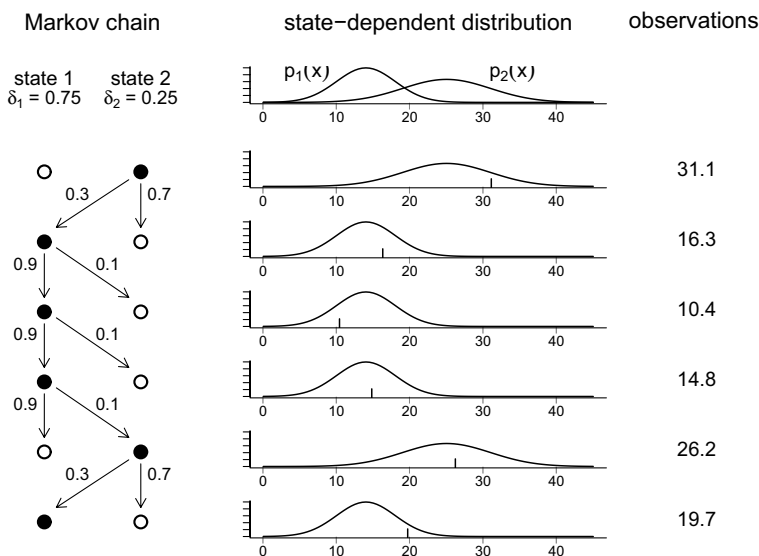 Markov chain state−dependent distribution observations
state 1 state 2
δ1 = 0.75 δ2 = 0.25
p1(x) p2(x)
0 10 20 30 40
0.3 0.7
0 10 20 30 40
31.1
0.9 0.1
0 10 20 30 40
16.3
0.9 0.1
0 10 20 30 40
10.4
0.9 0.1
0 10 20 30 40
14.8
0.3 0.7
0 10 20 30 40
26.2
0 10 20 30 40
19.7